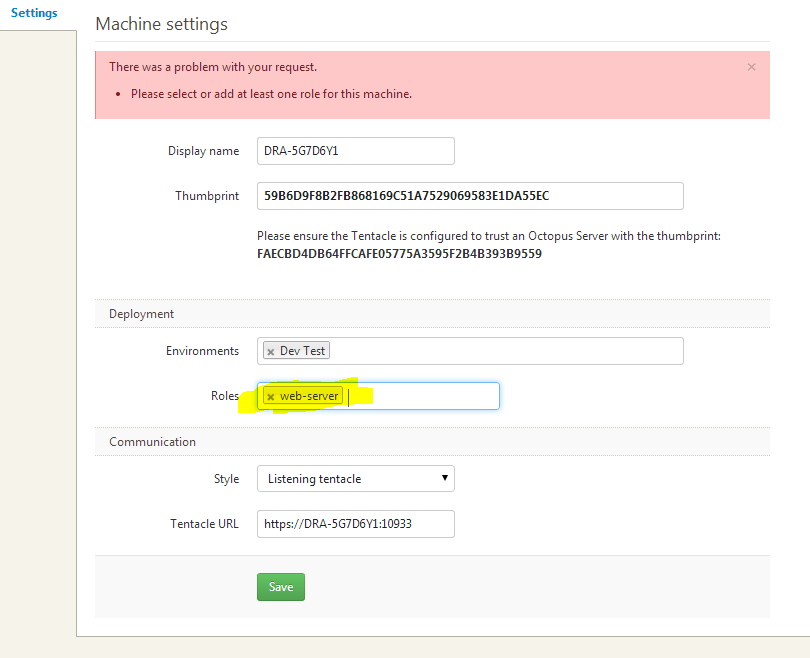 Settings
Machine settings
There was a problem with your request.
×
• Please select or add at least one role for this machine.
Display name DRA-5G7D6Y1
Thumbprint 59B6D9F8B2FB868169C51A7529069583E1DA55EC
Please ensure the Tentacle is configured to trust an Octopus Server with the thumbprint:
FAECBD4DB64FFCAFE05775A3595F2B4B393B9559
Deployment
Environments × Dev Test
Roles × web-server
Communication
Style Listening tentacle
Tentacle URL https://DRA-5G7D6Y1:10933
Save